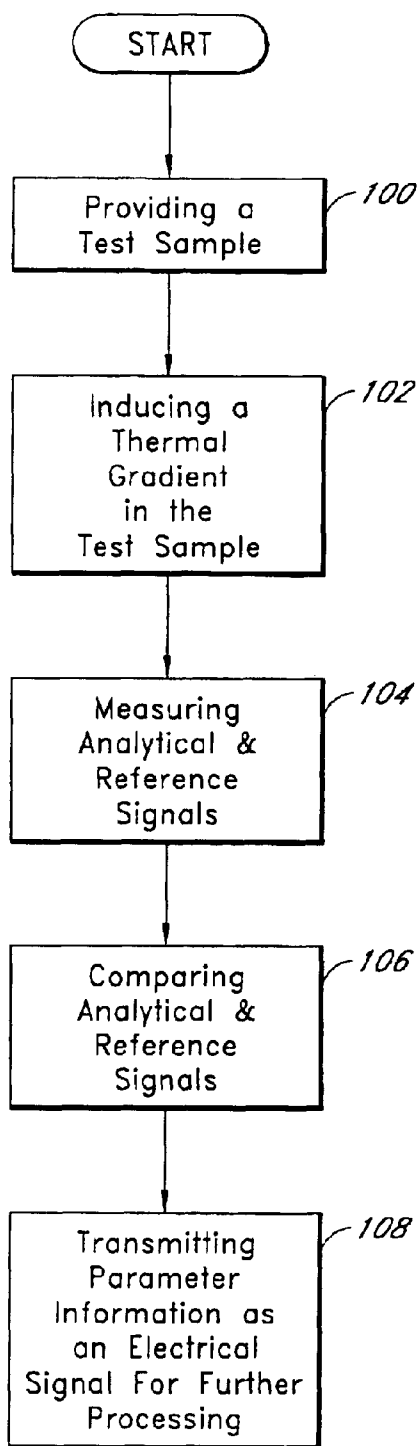 START
100
Providing a
Test Sample
102
Inducing a
Thermal
Gradient
in the
Test Sample
104
Measuring
Analytical &
Reference
Signals
106
Comparing
Analytical &
Reference
Signals
108
Transmitting
Parameter
Information as
an Electrical
Signal For Further
Processing